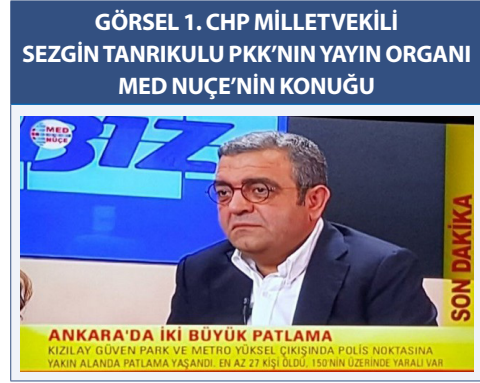 GÖRSEL 1. CHP MİLLETVEKİLİ
SEZGİN TANRIKULU PKK’NIN YAYIN ORGANI
MED NUÇE’NİN KONUĞU
MED
NUÇE
BIZ
SON DAKİKA
ANKARA'DA İKİ BÜYÜK PATLAMA
KIZILAY GÜVEN PARK VE METRO YÜKSEL ÇIKIŞINDA POLİS NOKTASINA
YAKIN ALANDA PATLAMA YAŞANDI. EN AZ 27 KİŞİ ÖLDÜ, 150'NİN ÜZERİNDE YARALI VAR